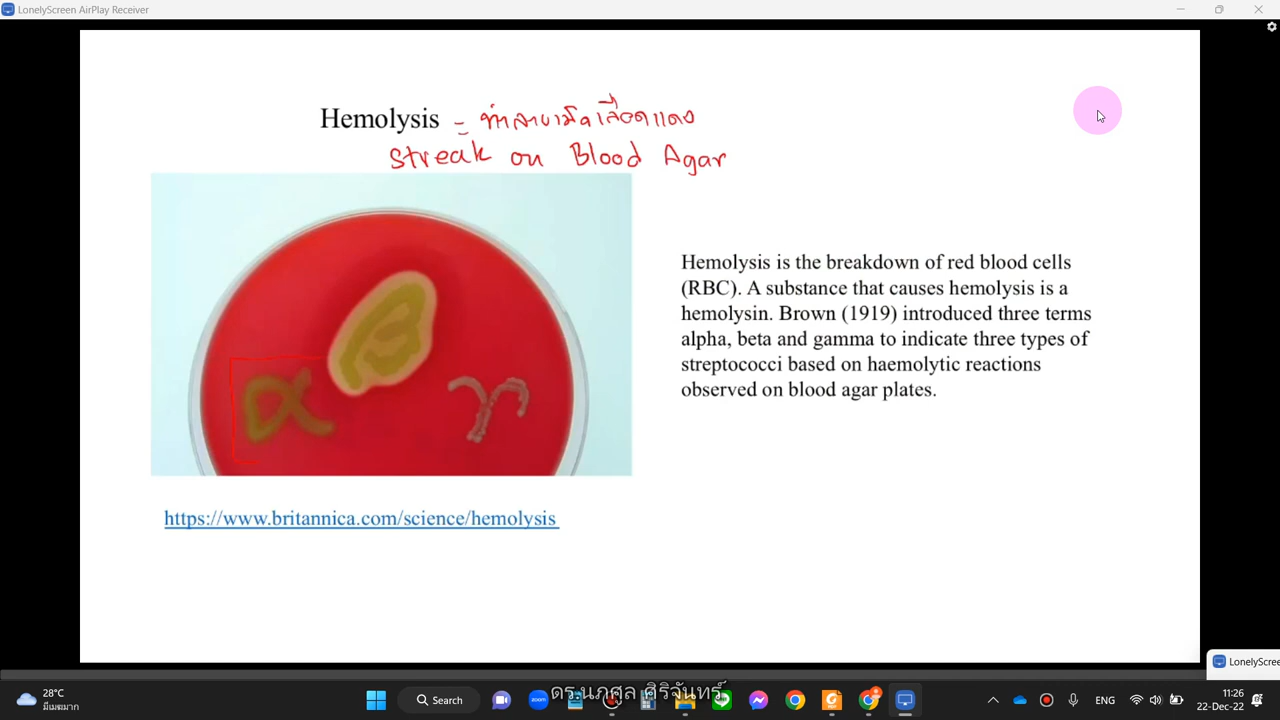 LonelyScreen AirPlay Receiver
Hemolysis = ทำลายเม็ดเลือดแดง
Streak on Blood Agar
Hemolysis is the breakdown of red blood cells
(RBC). A substance that causes hemolysis is a
hemolysin. Brown (1919) introduced three terms
alpha, beta and gamma to indicate three types of
streptococci based on haemolytic reactions
observed on blood agar plates.
α
β
γ
https://www.britannica.com/science/hemolysis
LonelyScree
28°C
มีเมฆมาก
Search
ดร.นภศูล ศิริจันทร์
ENG
11:26
22-Dec-22